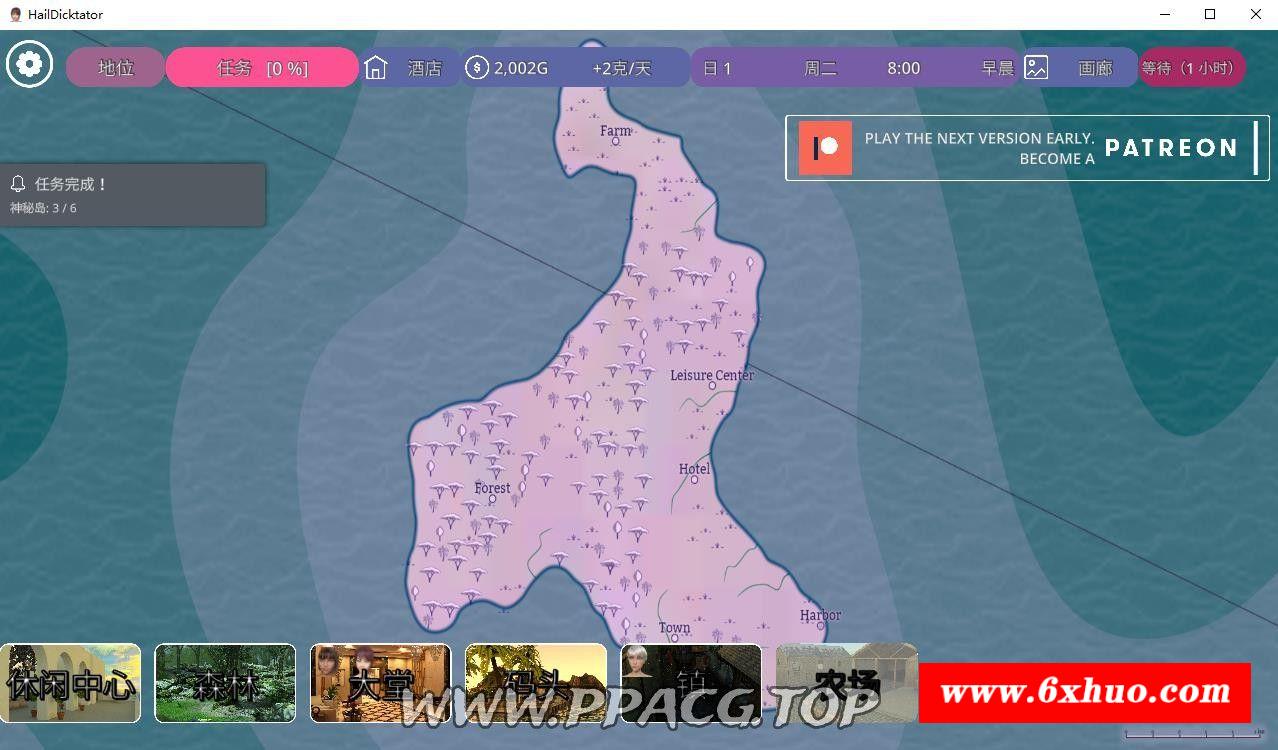 HailDicktator
地位
任务 [0 %]
酒店
2,002G
+2克/天
日 1
周二
8:00
早晨
画廊
等待（1 小时）
PLAY THE NEXT VERSION EARLY.
BECOME A
PATREON
任务完成！
神秘岛: 3 / 6
Farm
Leisure Center
Hotel
Forest
Harbor
Town
休闲中心
森林
大堂
码头
镇
农场
WWW.PPACG.TOP
www.6xhuo.com